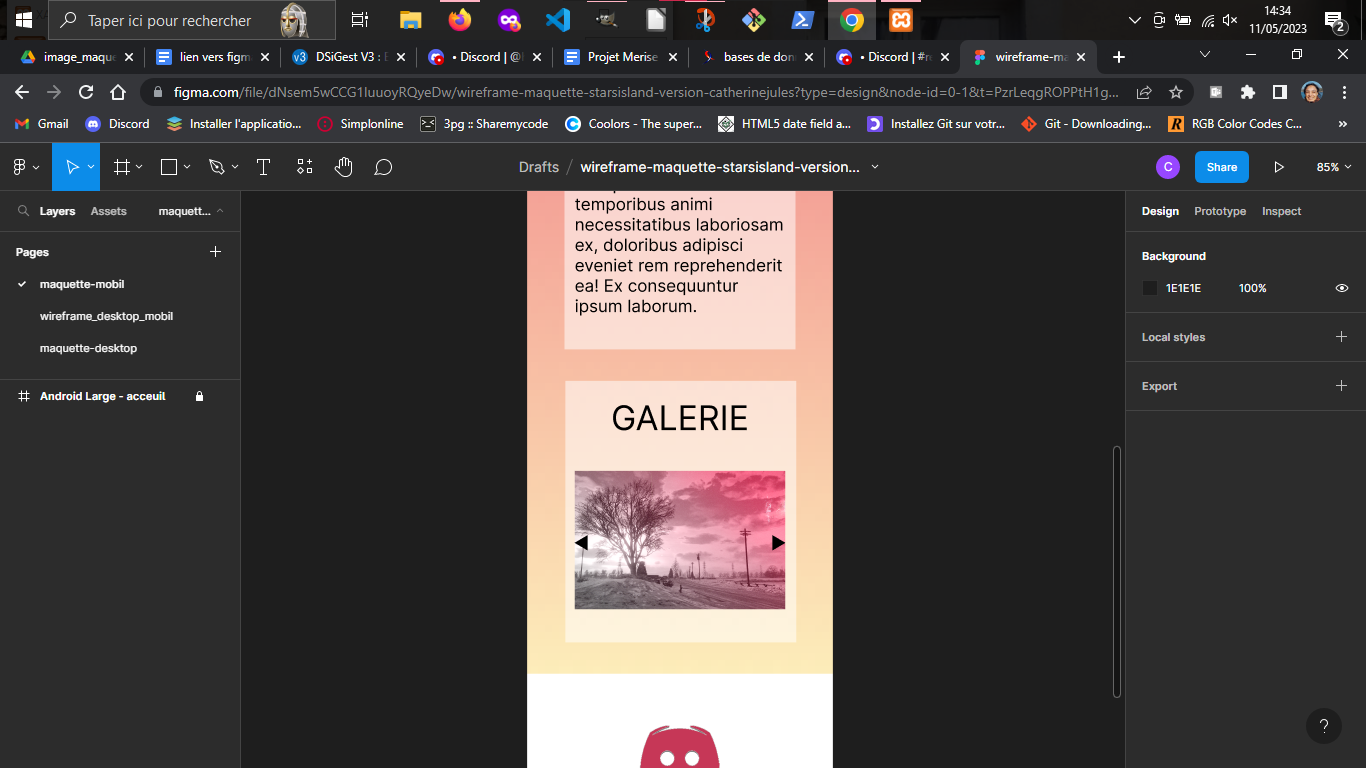 Taper ici pour rechercher
14:34
11/05/2023
2
image_maque
lien vers figm
v3
DSiGest V3 :
• Discord | @
Projet Merise
bases de don
• Discord | #r
wireframe-ma
figma.com/file/dNsem5wCCG1IuuoyRQyeDw/wireframe-maquette-starsisland-version-catherinejules?type=design&node-id=0-1&t=PzrLeqgROPPtH1g...
Gmail
Discord
Installer l'applicatio...
Simplonline
3pg :: Sharemycode
Coolors - The super...
HTML5 date field a...
Installez Git sur votr...
Git - Downloading...
RGB Color Codes C...
»
Drafts / wireframe-maquette-starsisland-version...
C
Share
85%
Layers
Assets
maquett...
Pages
maquette-mobil
wireframe_desktop_mobil
maquette-desktop
Android Large - acceuil
temporibus animi
necessitatibus laboriosam
ex, doloribus adipisci
eveniet rem reprehenderit
ea! Ex consequuntur
ipsum laborum.
GALERIE
Design
Prototype
Inspect
Background
1E1E1E
100%
Local styles
Export
?